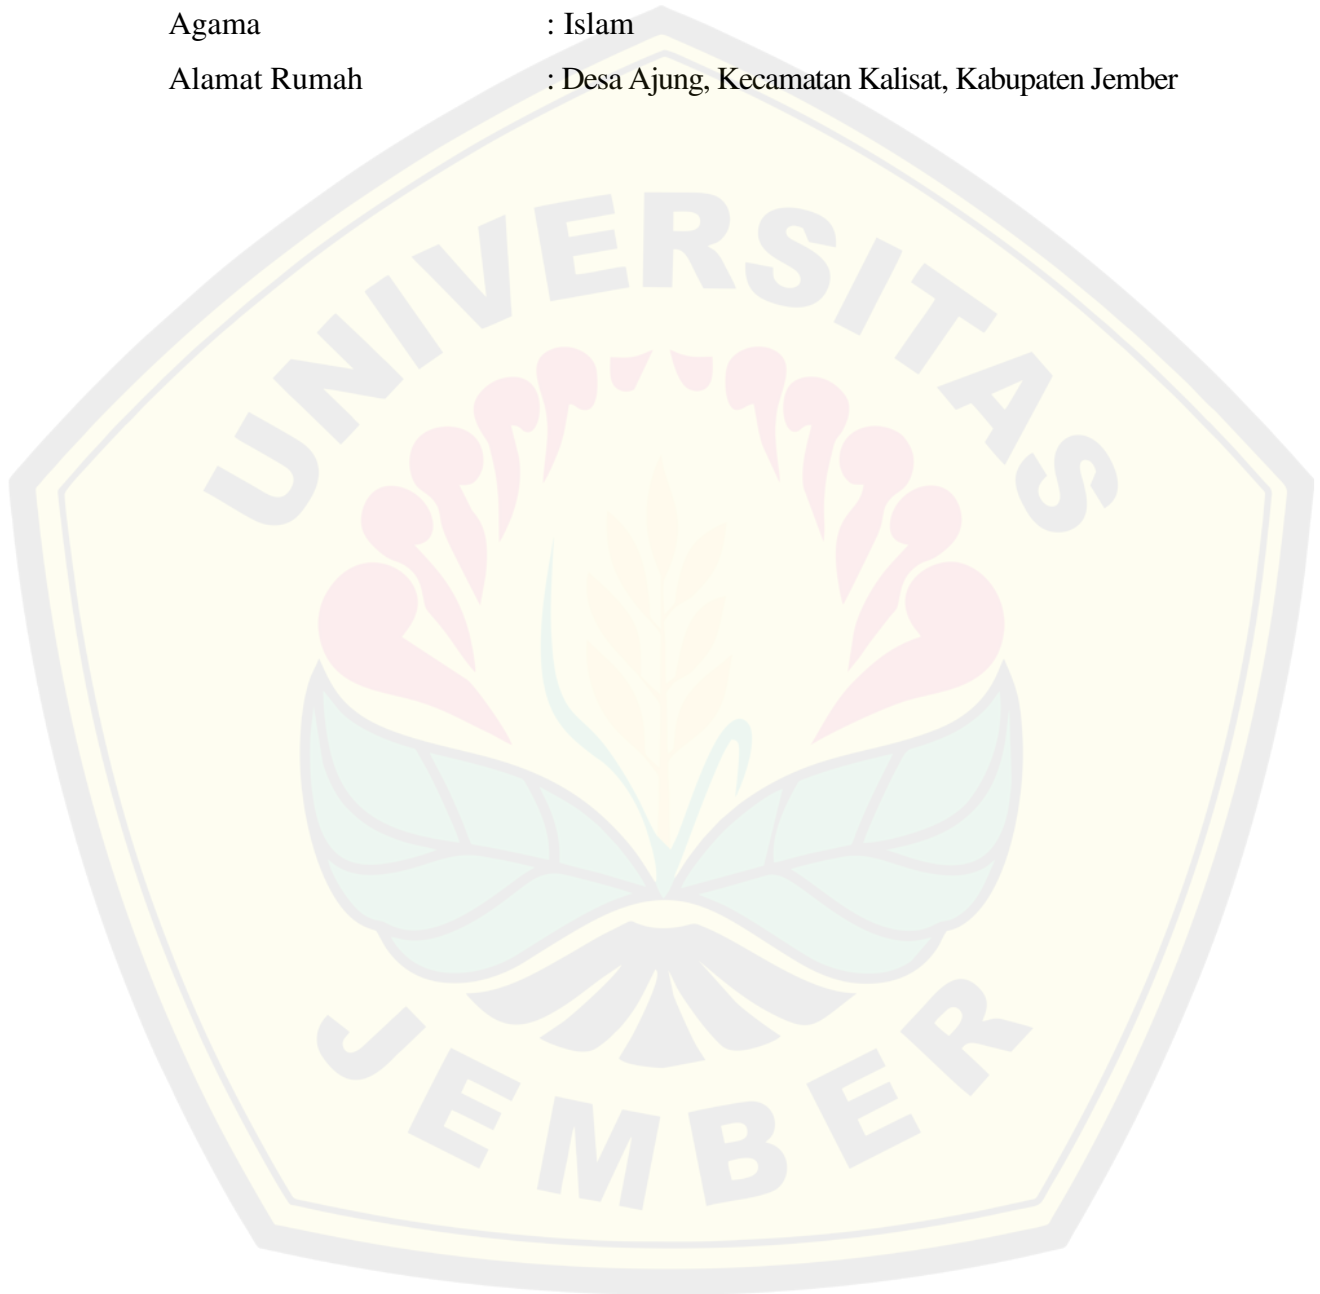 Agama : Islam
Alamat Rumah : Desa Ajung, Kecamatan Kalisat, Kabupaten Jember
UNIVERSITAS
JEMBER